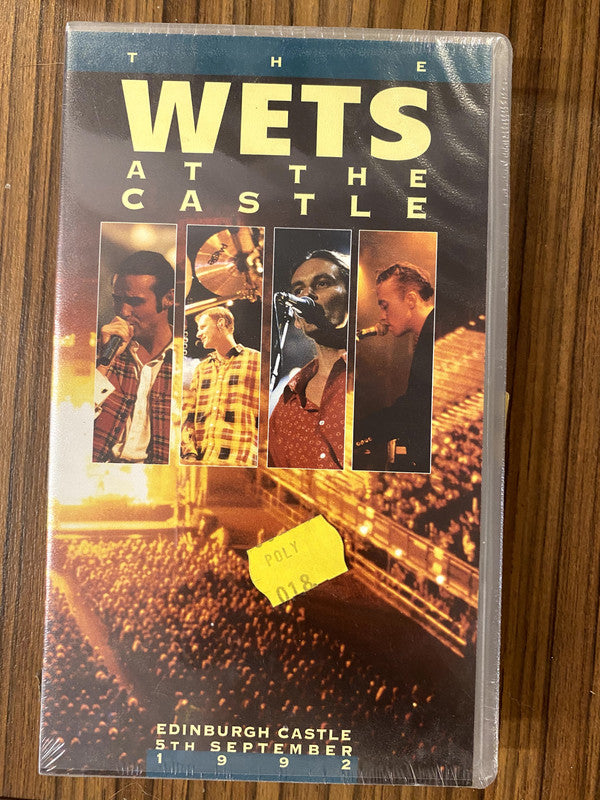 THE
WETS
AT THE
CASTLE
POLY
018
EDINBURGH CASTLE
5TH SEPTEMBER
1992